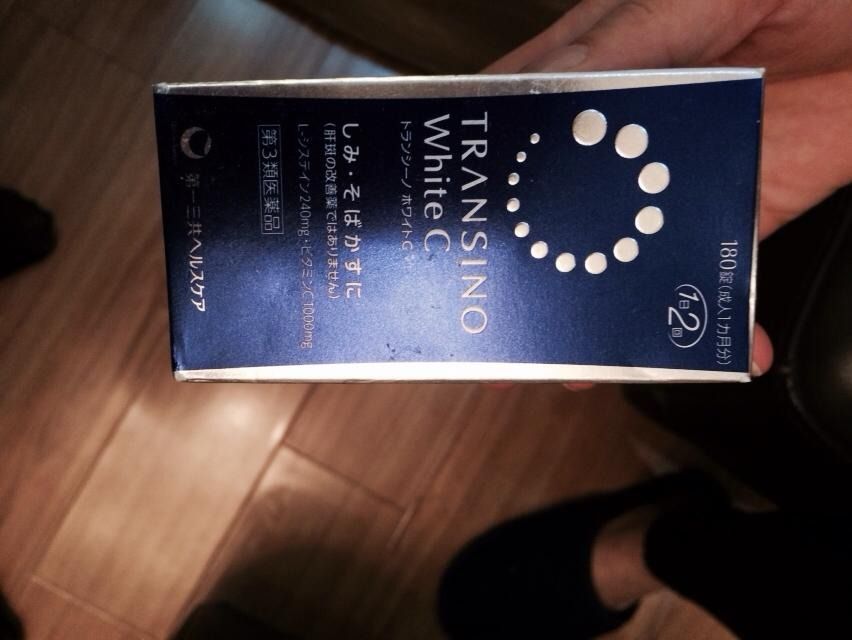 180錠(成人1カ月分)
1日2回
TRANSINO
White C
トランシーノ ホワイトC
しみ・そばかすに
(肝斑の改善薬ではありません)
L-システイン240mg・ビタミンC1000mg
第3類医薬品
第一三共ヘルスケア